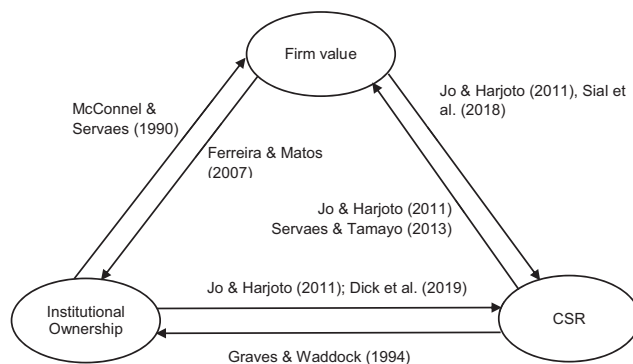 Firm value
Jo & Harjoto (2011), Sial et
al. (2018)
McConnel &
Servaes (1990)
Ferreira & Matos
(2007)
Jo & Harjoto (2011)
Servaes & Tamayo (2013)
Institutional
Ownership
Jo & Harjoto (2011); Dick et al. (2019)
CSR
Graves & Waddock (1994)